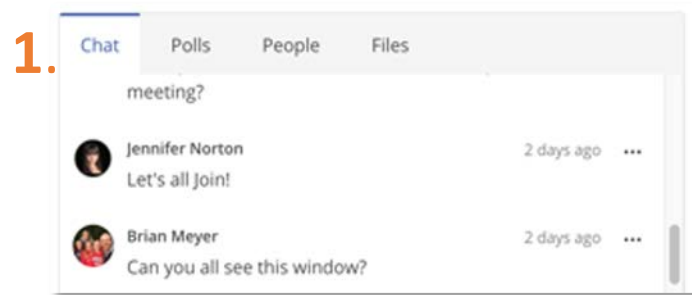 1.
Chat Polls People Files
meeting?
Jennifer Norton 2 days ago ...
Let's all Join!
Brian Meyer 2 days ago ...
Can you all see this window?